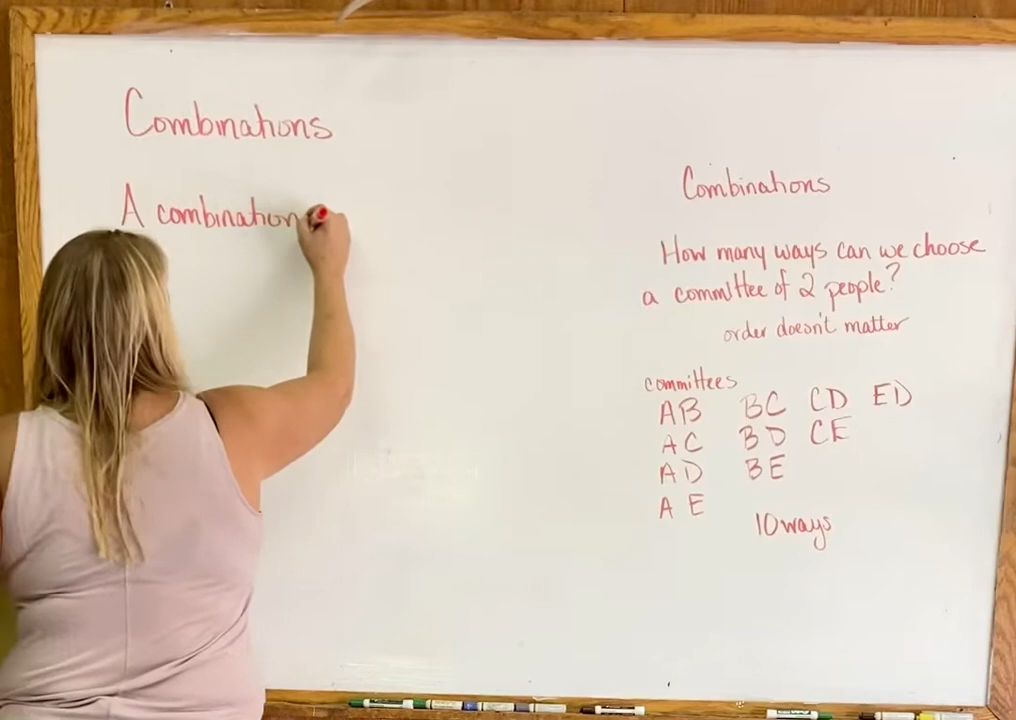 Combinations
A combination
Combinations
How many ways can we choose
a committee of 2 people?
order doesn't matter
committees
AB BC CD ED
AC BD CE
AD BE
AE
10 ways